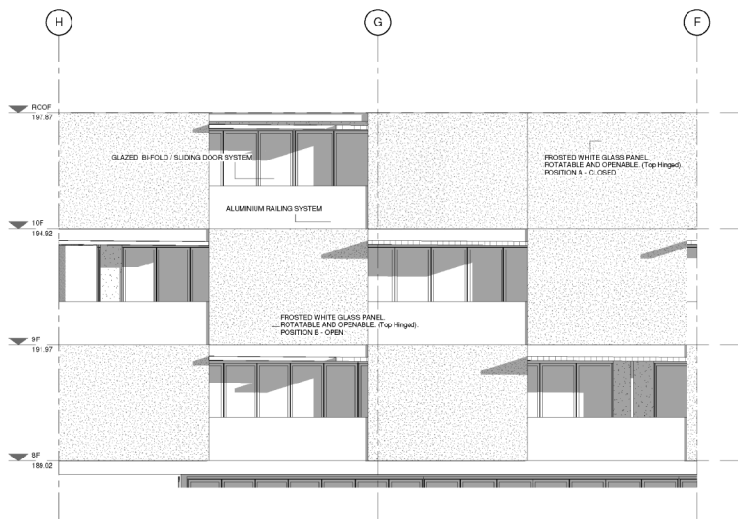 H
G
F
ROOF
197.87
GLAZED BI-FOLD / SLIDING DOOR SYSTEM
FROSTED WHITE GLASS PANEL.
ROTATABLE AND OPENABLE. (Top Hinged).
POSITION A - CLOSED
ALUMINIUM RAILING SYSTEM
10F
194.92
FROSTED WHITE GLASS PANEL.
ROTATABLE AND OPENABLE. (Top Hinged).
POSITION B - OPEN
9F
191.97
8F
189.02